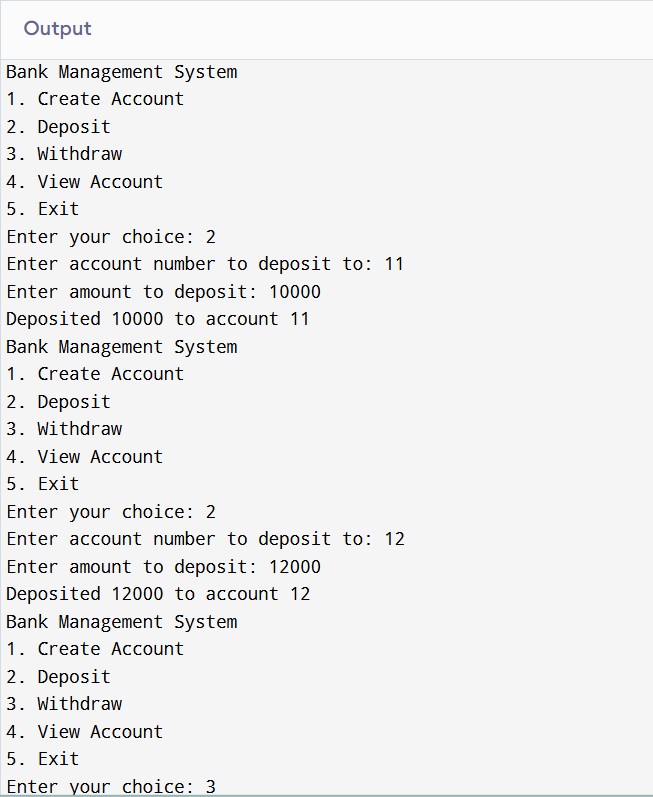 Output
Bank Management System
1. Create Account
2. Deposit
3. Withdraw
4. View Account
5. Exit
Enter your choice: 2
Enter account number to deposit to: 11
Enter amount to deposit: 10000
Deposited 10000 to account 11
Bank Management System
1. Create Account
2. Deposit
3. Withdraw
4. View Account
5. Exit
Enter your choice: 2
Enter account number to deposit to: 12
Enter amount to deposit: 12000
Deposited 12000 to account 12
Bank Management System
1. Create Account
2. Deposit
3. Withdraw
4. View Account
5. Exit
Enter your choice: 3